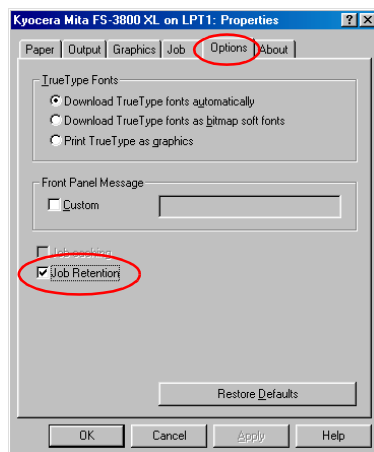 Kyocera Mita FS-3800 XL on LPT1: Properties
Paper Output Graphics Job Options About
TrueType Fonts
Download TrueType fonts automatically
Download TrueType fonts as bitmap soft fonts
Print TrueType as graphics
Front Panel Message
Custom
Job
Job Retention
Restore Defaults
OK Cancel Apply Help